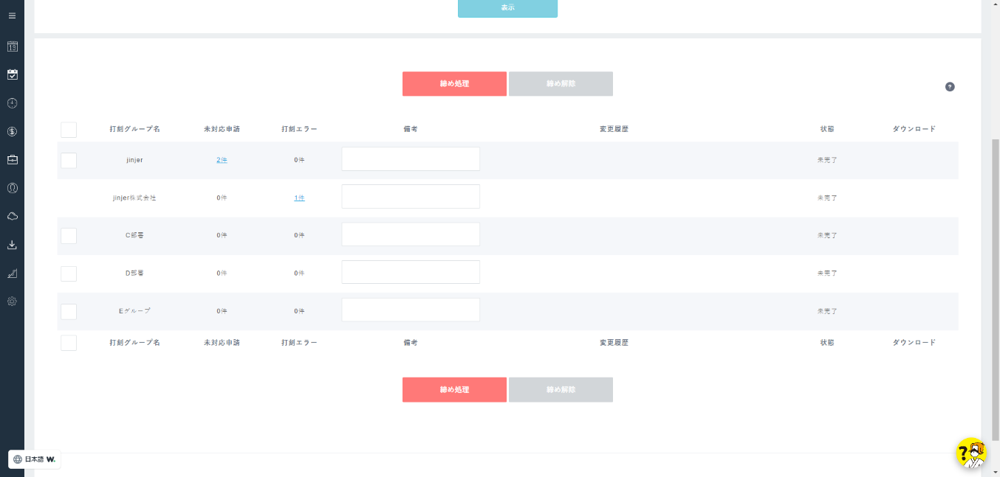 表示
締め処理 締め解除
?
打刻グループ名 未対応申請 打刻エラー 備考 変更履歴 状態 ダウンロード
jinjer 2件 0件 未完了
jinjer株式会社 0件 1件 未完了
C部署 0件 0件 未完了
D部署 0件 0件 未完了
Eグループ 0件 0件 未完了
打刻グループ名 未対応申請 打刻エラー 備考 変更履歴 状態 ダウンロード
締め処理 締め解除
日本語 W.
?